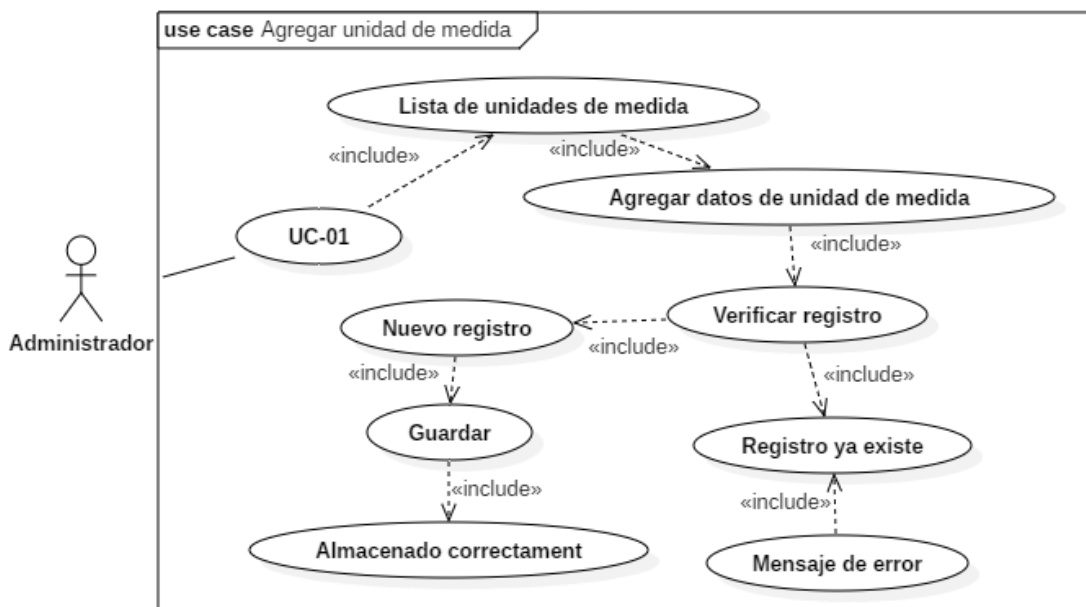 use case Agregar unidad de medida
Lista de unidades de medida
«include»
«include»
Agregar datos de unidad de medida
UC-01
«include»
Administrador
Nuevo registro
Verificar registro
«include»
«include»
«include»
Guardar
Registro ya existe
«include»
«include»
Almacenado correctament
Mensaje de error